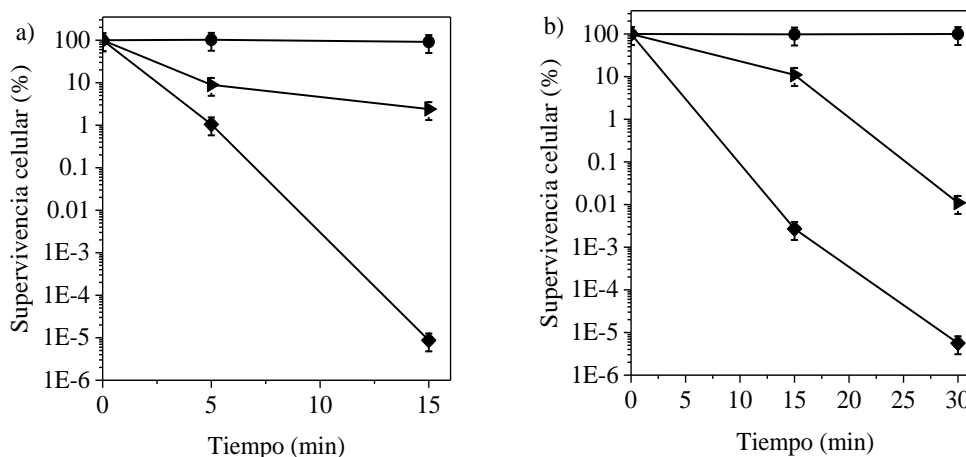 a)
Supervivencia celular (%)
100
10
1
0.1
0.01
1E-3
1E-4
1E-5
1E-6
0 5 10 15
Tiempo (min)
b)
Supervivencia celular (%)
100
10
1
0.1
0.01
1E-3
1E-4
1E-5
1E-6
0 5 10 15 20 25 30
Tiempo (min)